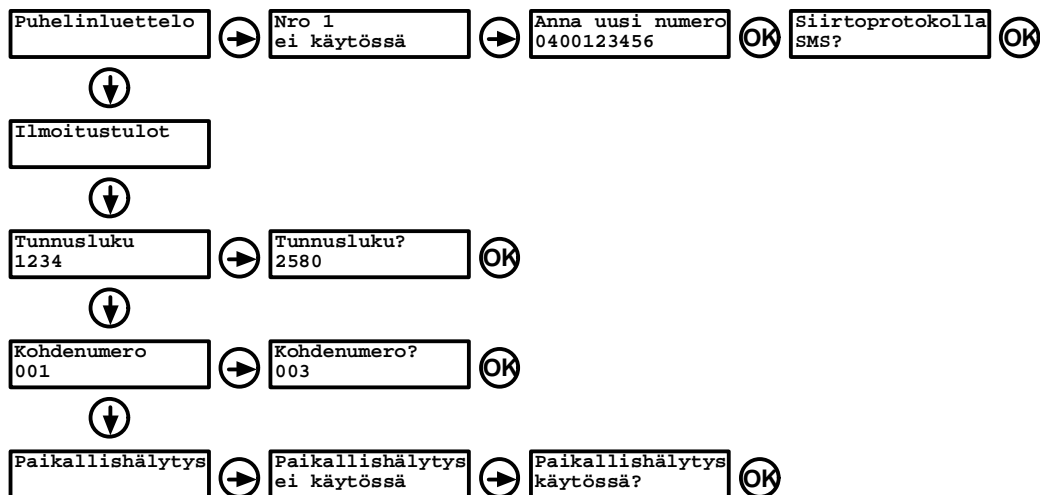 Puhelinluettelo
Nro 1
ei käytössä
Anna uusi numero
0400123456
OK
Siirtoprotokolla
SMS?
OK
Ilmoitustulot
Tunnusluku
1234
Tunnusluku?
2580
OK
Kohdenumero
001
Kohdenumero?
003
OK
Paikallishälytys
Paikallishälytys
ei käytössä
Paikallishälytys
käytössä?
OK